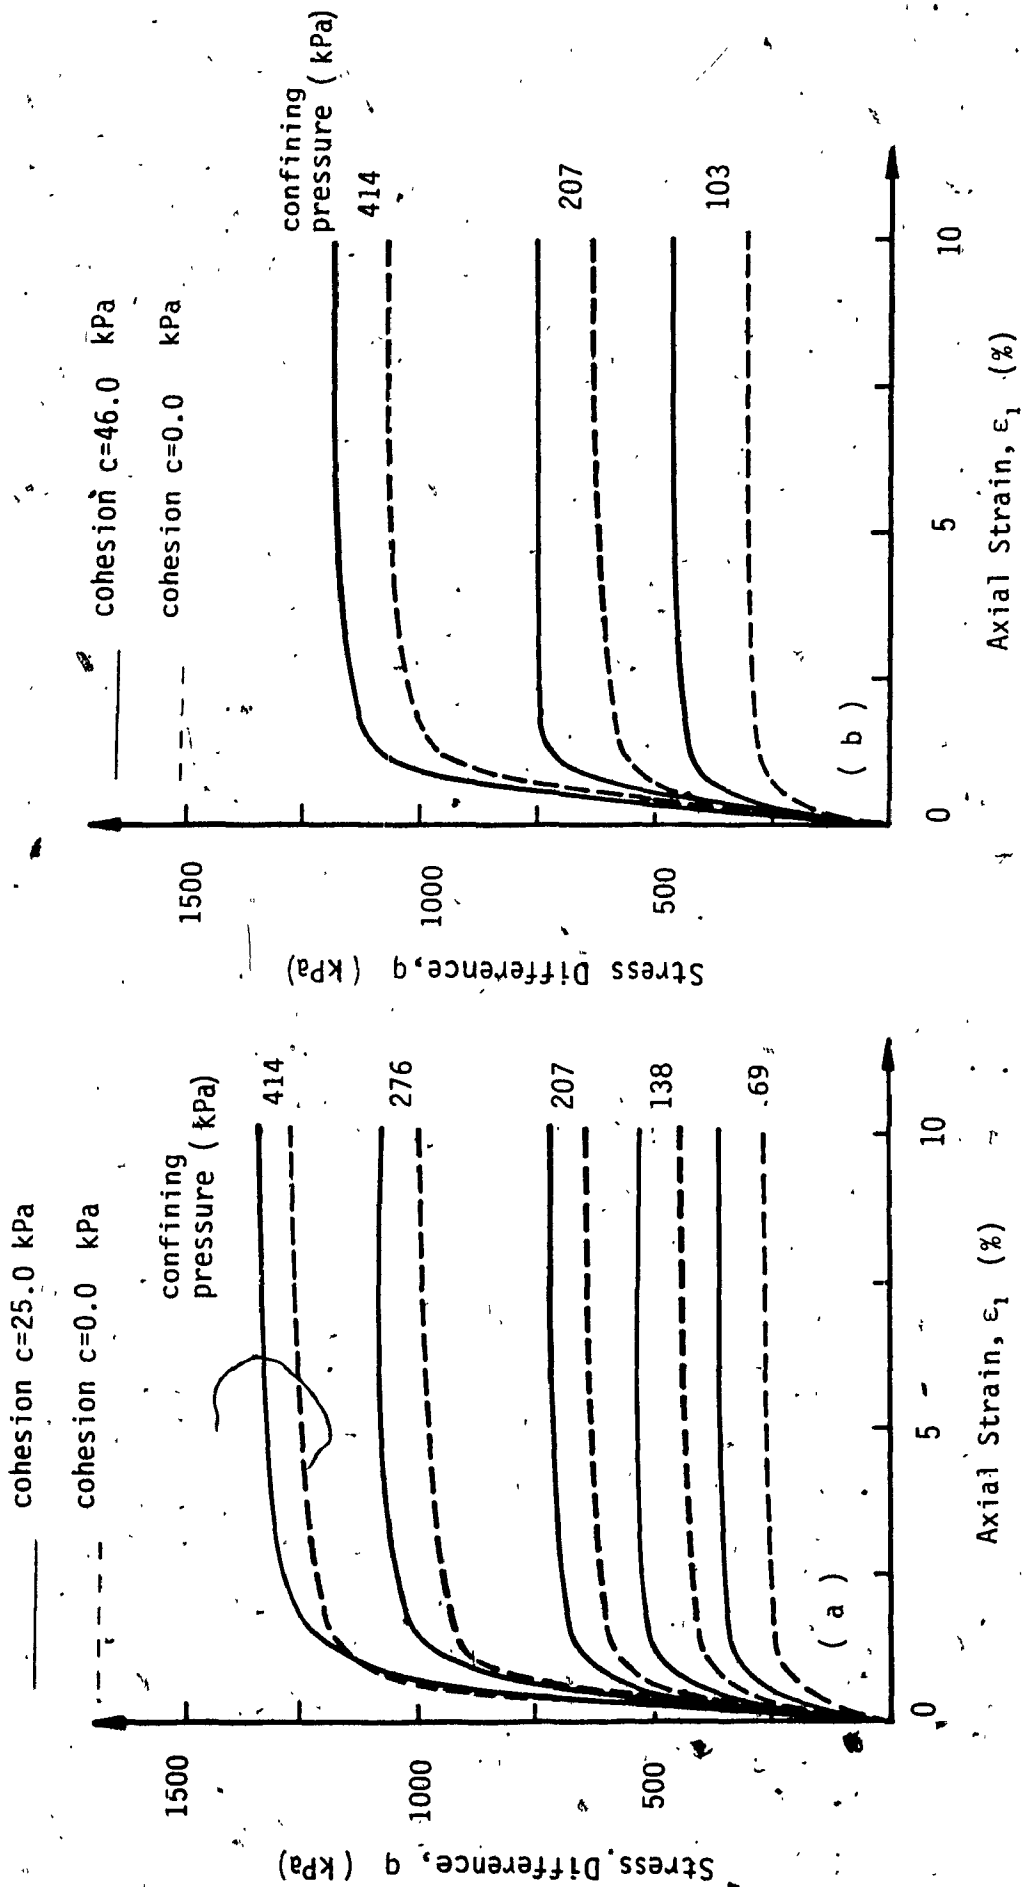 cohesion c=25.0 kPa
cohesion c=0.0 kPa
confining
pressure ( kPa)
414
276
207
138
69
1500
1000
500
0
5
10
Stress Difference, q ( kPa)
Axial Strain, ε₁ (%)
( a )
cohesion c=46.0 kPa
cohesion c=0.0 kPa
confining
pressure ( kPa)
414
207
103
1500
1000
500
0
5
10
Stress Difference, q ( kPa)
Axial Strain, ε₁ (%)
( b )